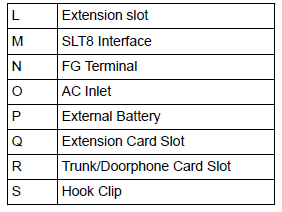 L Extension slot
M SLT8 Interface
N FG Terminal
O AC Inlet
P External Battery
Q Extension Card Slot
R Trunk/Doorphone Card Slot
S Hook Clip